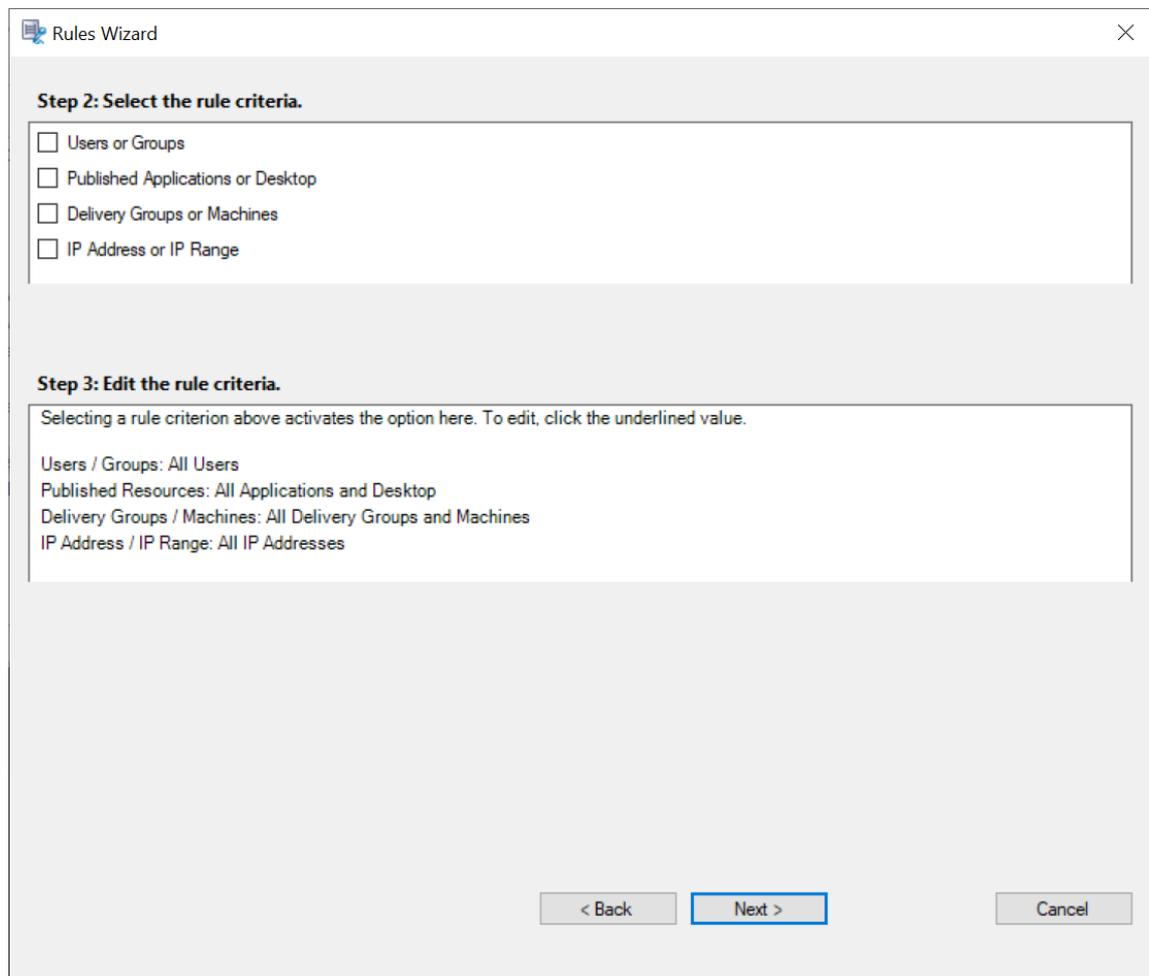 Rules Wizard
Step 2: Select the rule criteria.
Users or Groups
Published Applications or Desktop
Delivery Groups or Machines
IP Address or IP Range
Step 3: Edit the rule criteria.
Selecting a rule criterion above activates the option here. To edit, click the underlined value.
Users / Groups: All Users
Published Resources: All Applications and Desktop
Delivery Groups / Machines: All Delivery Groups and Machines
IP Address / IP Range: All IP Addresses
< Back Next > Cancel